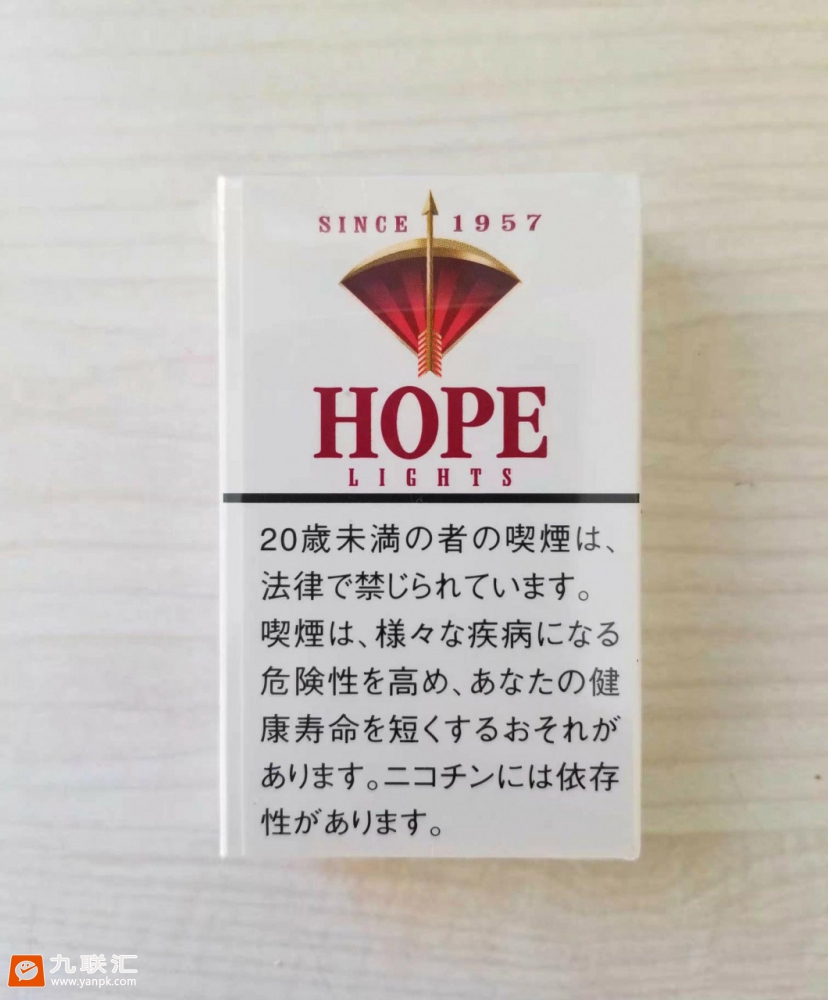 SINCE 1957
HOPE
LIGHTS
20歳未満の者の喫煙は、
法律で禁じられています。
喫煙は、様々な疾病になる
危険性を高め、あなたの健
康寿命を短くするおそれが
あります。ニコチンには依存
性があります。
九联汇
www.yanpk.com